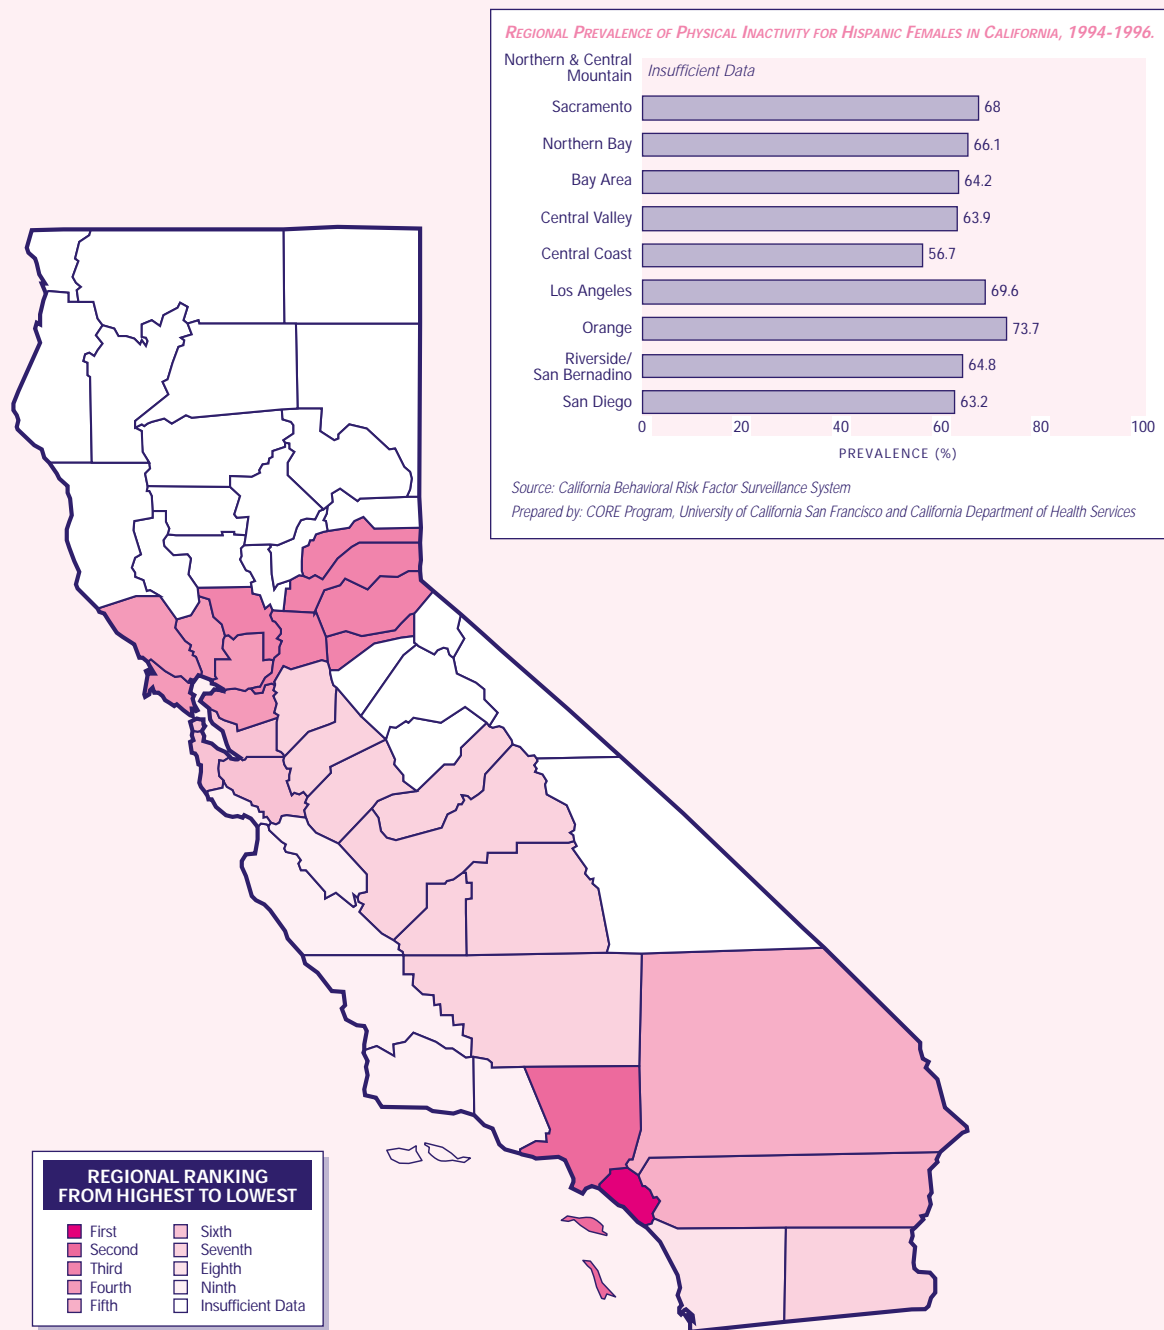 REGIONAL PREVALENCE OF PHYSICAL INACTIVITY FOR HISPANIC FEMALES IN CALIFORNIA, 1994-1996.
Northern & Central
Mountain
Insufficient Data
Sacramento 68
Northern Bay 66.1
Bay Area 64.2
Central Valley 63.9
Central Coast 56.7
Los Angeles 69.6
Orange 73.7
Riverside/
San Bernadino 64.8
San Diego 63.2
0 20 40 60 80 100
PREVALENCE (%)
Source: California Behavioral Risk Factor Surveillance System
Prepared by: CORE Program, University of California San Francisco and California Department of Health Services
REGIONAL RANKING
FROM HIGHEST TO LOWEST
First
Second
Third
Fourth
Fifth
Sixth
Seventh
Eighth
Ninth
Insufficient Data